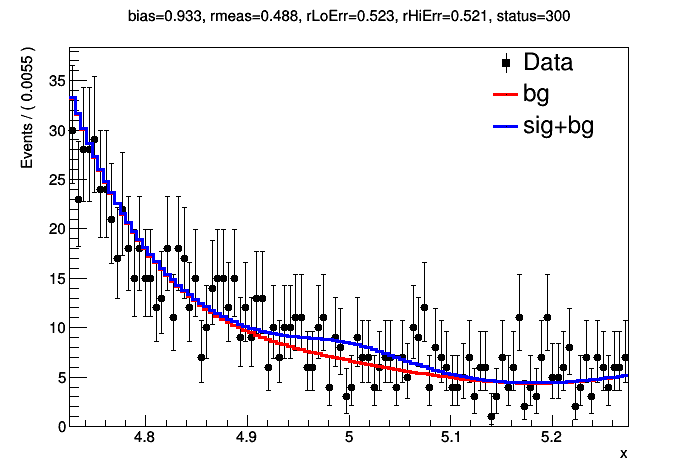 bias=0.933, rmeas=0.488, rLoErr=0.523, rHiErr=0.521, status=300
Events / ( 0.0055 )
35
30
25
20
15
10
5
0
Data
bg
sig+bg
4.8 4.9 5 5.1 5.2
x